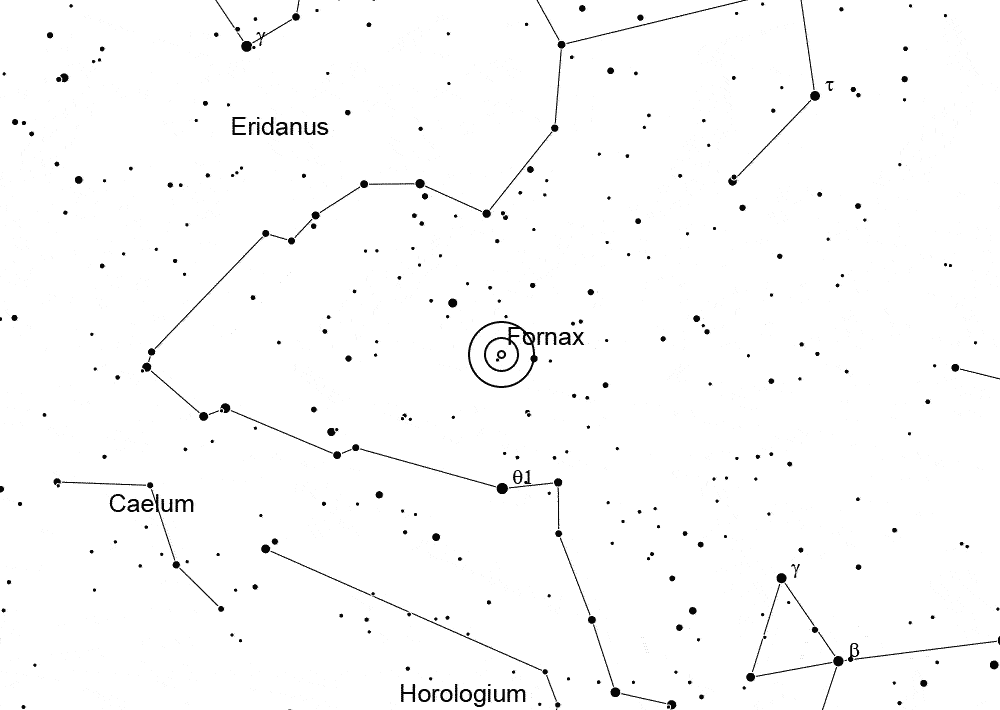 γ
τ
Eridanus
Fornax
θ1
Caelum
γ
β
Horologium